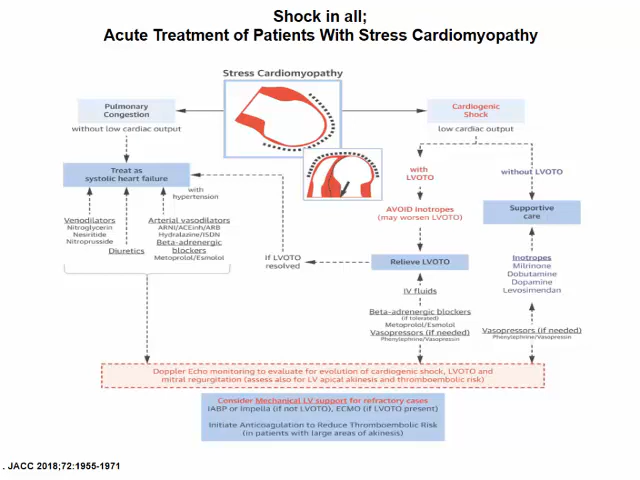 Shock in all;
Acute Treatment of Patients With Stress Cardiomyopathy
Stress Cardiomyopathy
Pulmonary
Congestion
without low cardiac output
Treat as
systolic heart failure
with
hypertension
Venodilators
Nitroglycerin
Nesiritide
Nitroprusside
Diuretics
Arterial vasodilators
ARNI/ACEinh/ARB
Hydralazine/ISDN
Beta-adrenergic
blockers
Metoprolol/Esmolol
Cardiogenic
Shock
low cardiac output
with
LVOTO
AVOID Inotropes
(may worsen LVOTO)
if LVOTO
resolved
Relieve LVOTO
IV fluids
Beta-adrenergic blockers
(if tolerated)
Metoprolol/Esmolol
Vasopressors (if needed)
Phenylephrine/Vasopressin
without LVOTO
Supportive
care
Inotropes
Milrinone
Dobutamine
Dopamine
Levosimendan
Vasopressors (if needed)
Phenylephrine/Vasopressin
Doppler Echo monitoring to evaluate for evolution of cardiogenic shock, LVOTO and
mitral regurgitation (assess also for LV apical akinesis and thromboembolic risk)
Consider Mechanical LV support for refractory cases
IABP or Impella (if not LVOTO), ECMO (if LVOTO present)
Initiate Anticoagulation to Reduce Thromboembolic Risk
(in patients with large areas of akinesis)
. JACC 2018;72:1955-1971